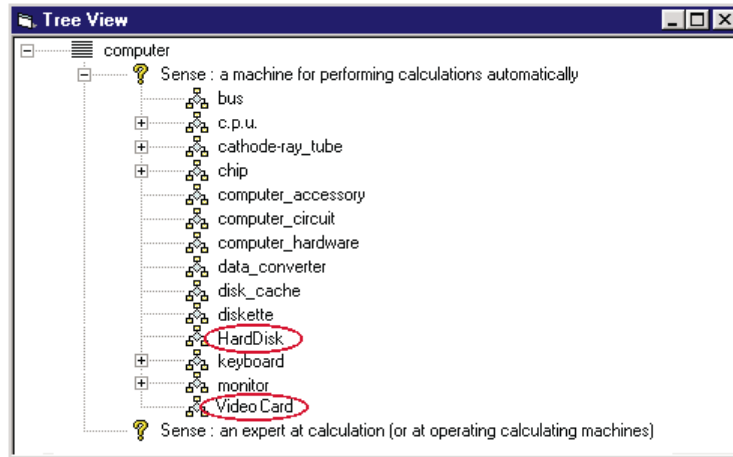 Tree View
computer
Sense : a machine for performing calculations automatically
bus
c.p.u.
cathode-ray_tube
chip
computer_accessory
computer_circuit
computer_hardware
data_converter
disk_cache
diskette
HardDisk
keyboard
monitor
Video Card
Sense : an expert at calculation (or at operating calculating machines)